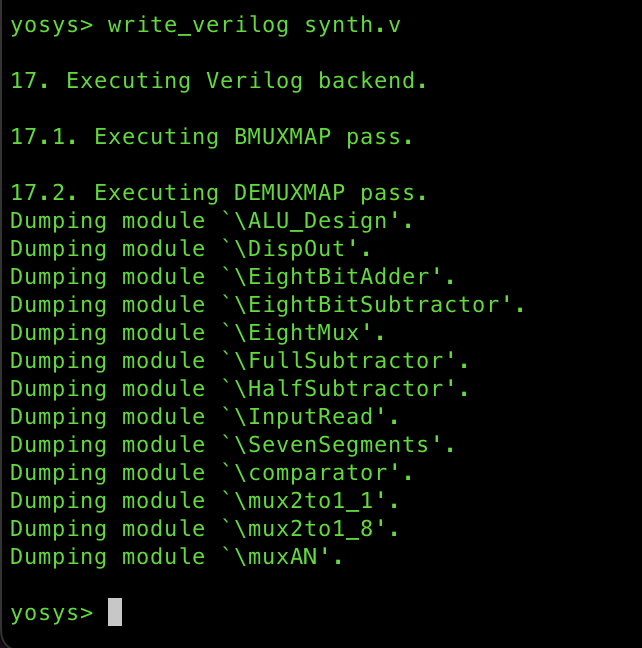 yosys> write_verilog synth.v
17. Executing Verilog backend.
17.1. Executing BMUXMAP pass.
17.2. Executing DEMUXMAP pass.
Dumping module `\ALU_Design'.
Dumping module `\DispOut'.
Dumping module `\EightBitAdder'.
Dumping module `\EightBitSubtractor'.
Dumping module `\EightMux'.
Dumping module `\FullSubtractor'.
Dumping module `\HalfSubtractor'.
Dumping module `\InputRead'.
Dumping module `\SevenSegments'.
Dumping module `\comparator'.
Dumping module `\mux2to1_1'.
Dumping module `\mux2to1_8'.
Dumping module `\muxAN'.
yosys>